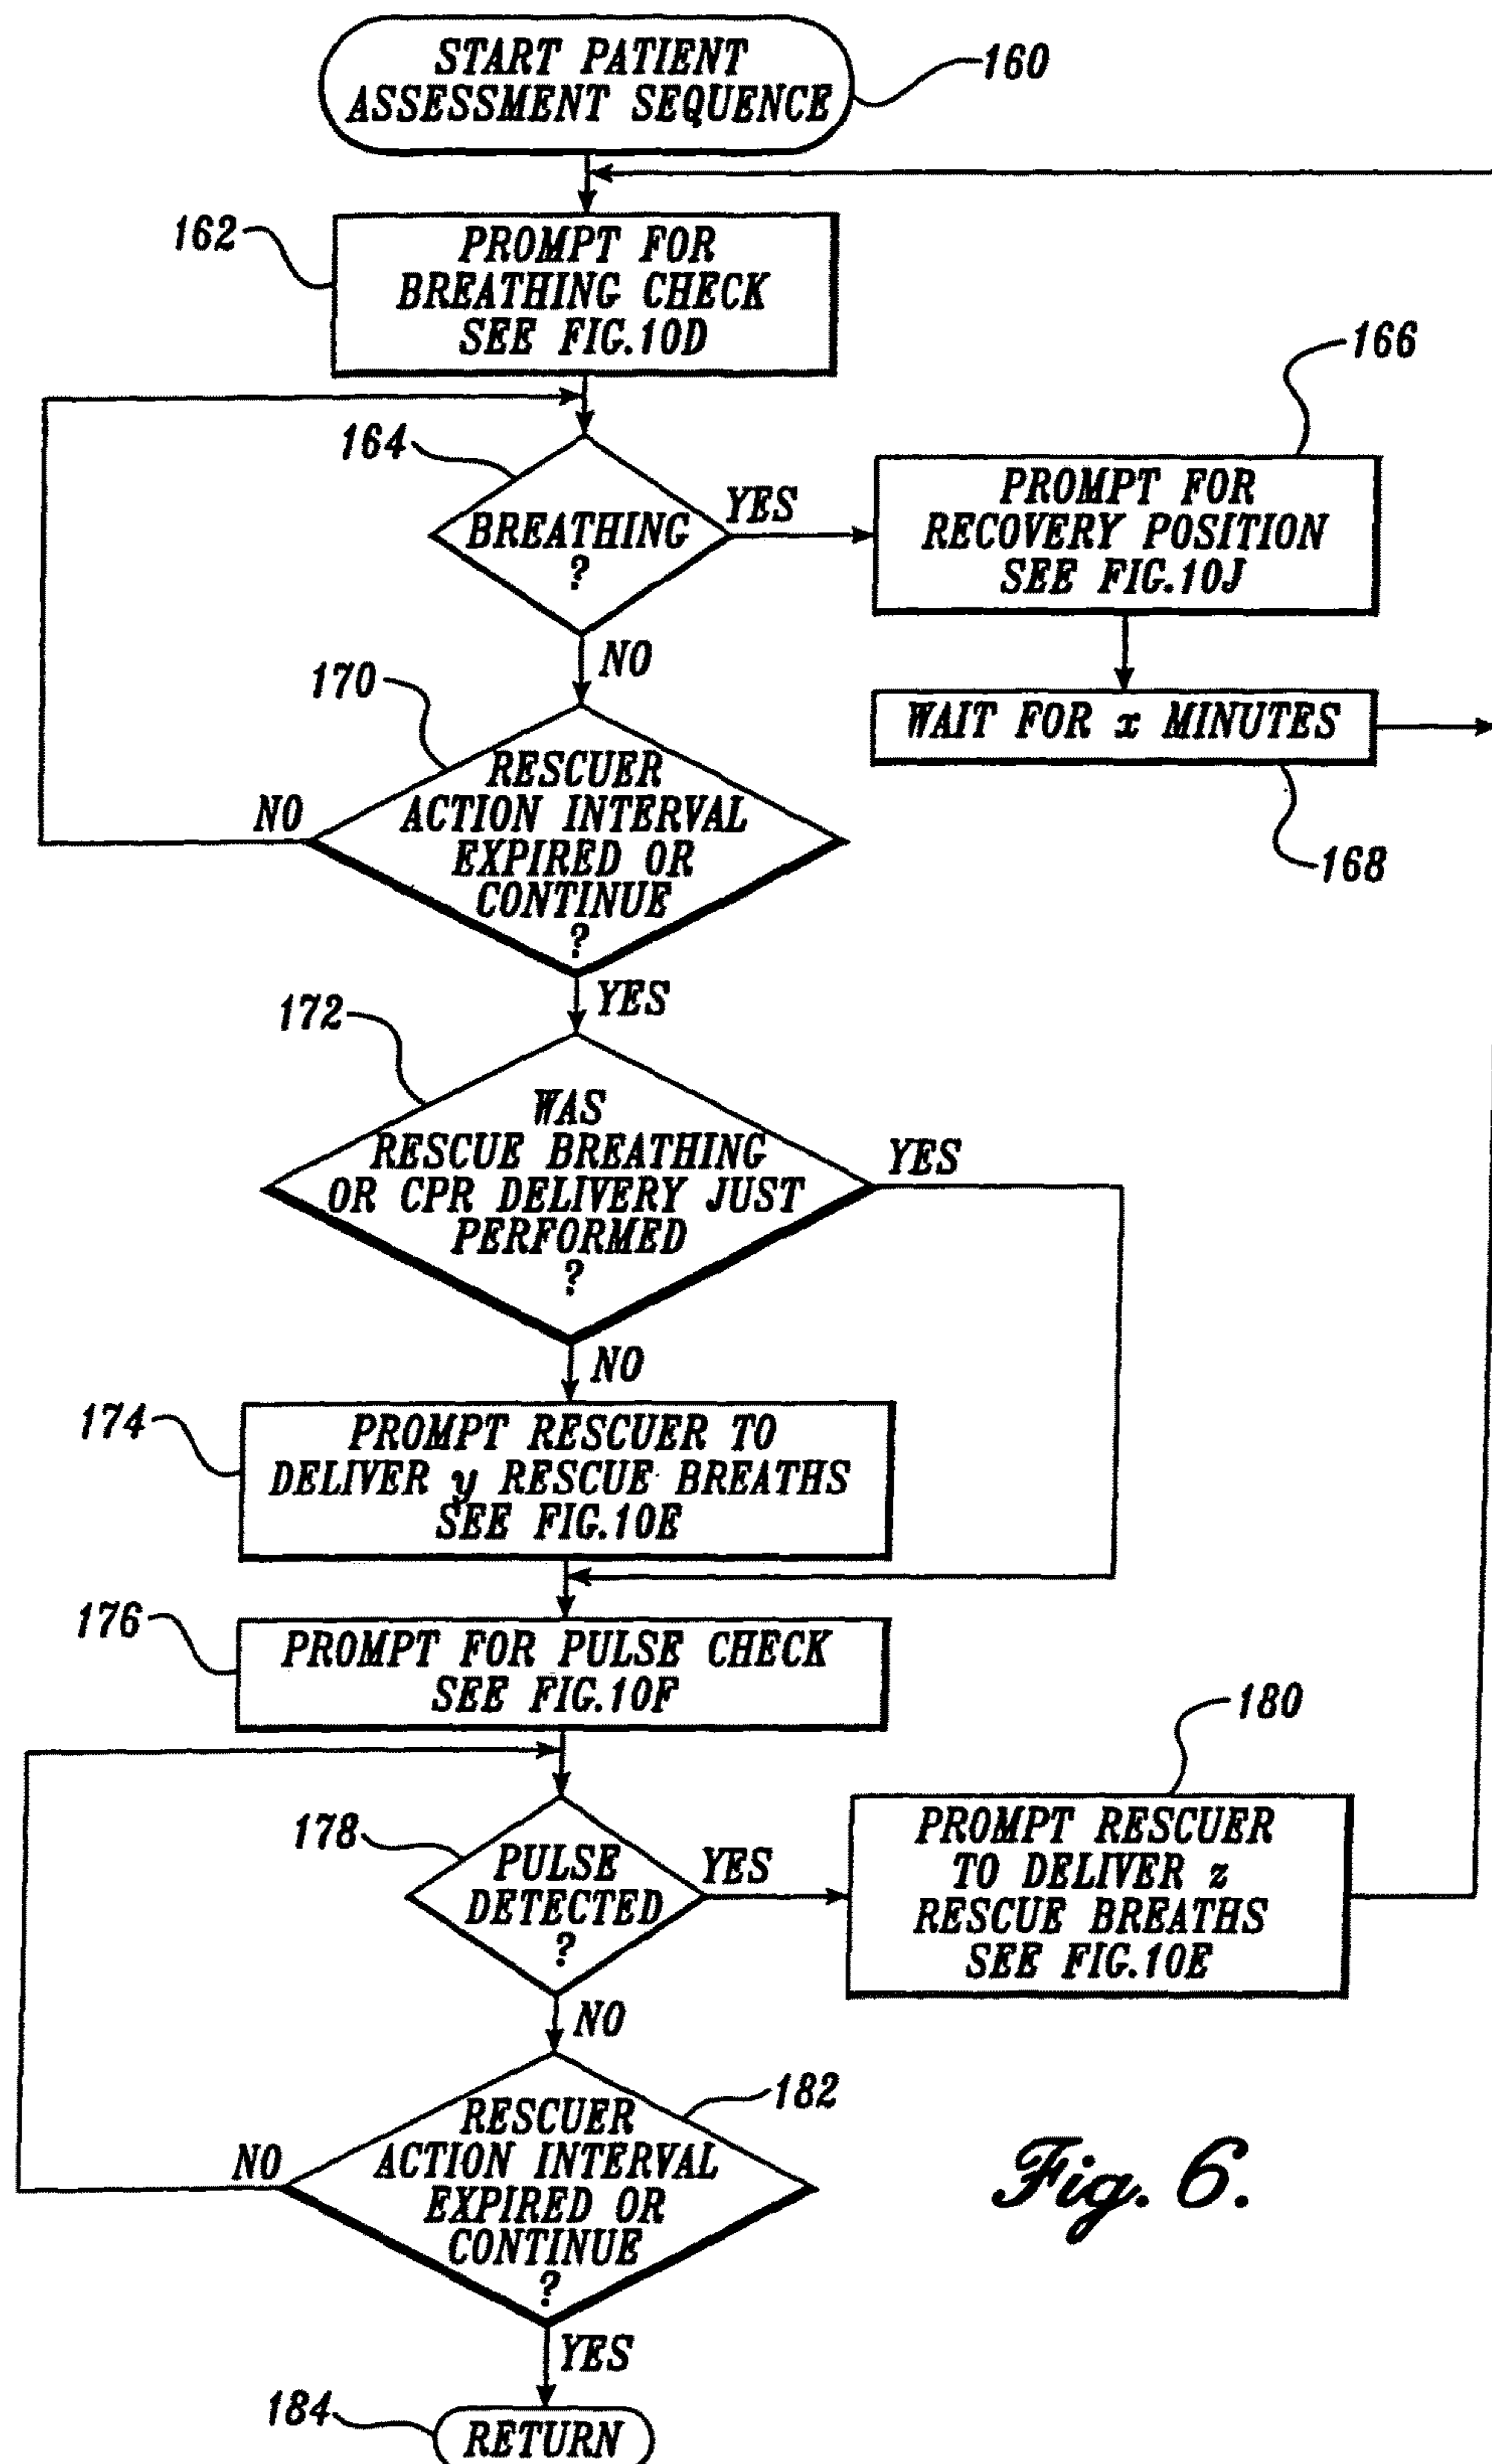 START PATIENT
ASSESSMENT SEQUENCE
160
162
PROMPT FOR
BREATHING CHECK
SEE FIG.10D
164
BREATHING
?
YES
166
PROMPT FOR
RECOVERY POSITION
SEE FIG.10J
NO
WAIT FOR x MINUTES
168
170
RESCUER
ACTION INTERVAL
EXPIRED OR
CONTINUE
?
NO
YES
172
WAS
RESCUE BREATHING
OR CPR DELIVERY JUST
PERFORMED
?
YES
NO
174
PROMPT RESCUER TO
DELIVER y RESCUE BREATHS
SEE FIG.10E
176
PROMPT FOR PULSE CHECK
SEE FIG.10F
178
PULSE
DETECTED
?
YES
180
PROMPT RESCUER
TO DELIVER z
RESCUE BREATHS
SEE FIG.10E
NO
182
RESCUER
ACTION INTERVAL
EXPIRED OR
CONTINUE
?
NO
YES
184
RETURN
Fig. 6.